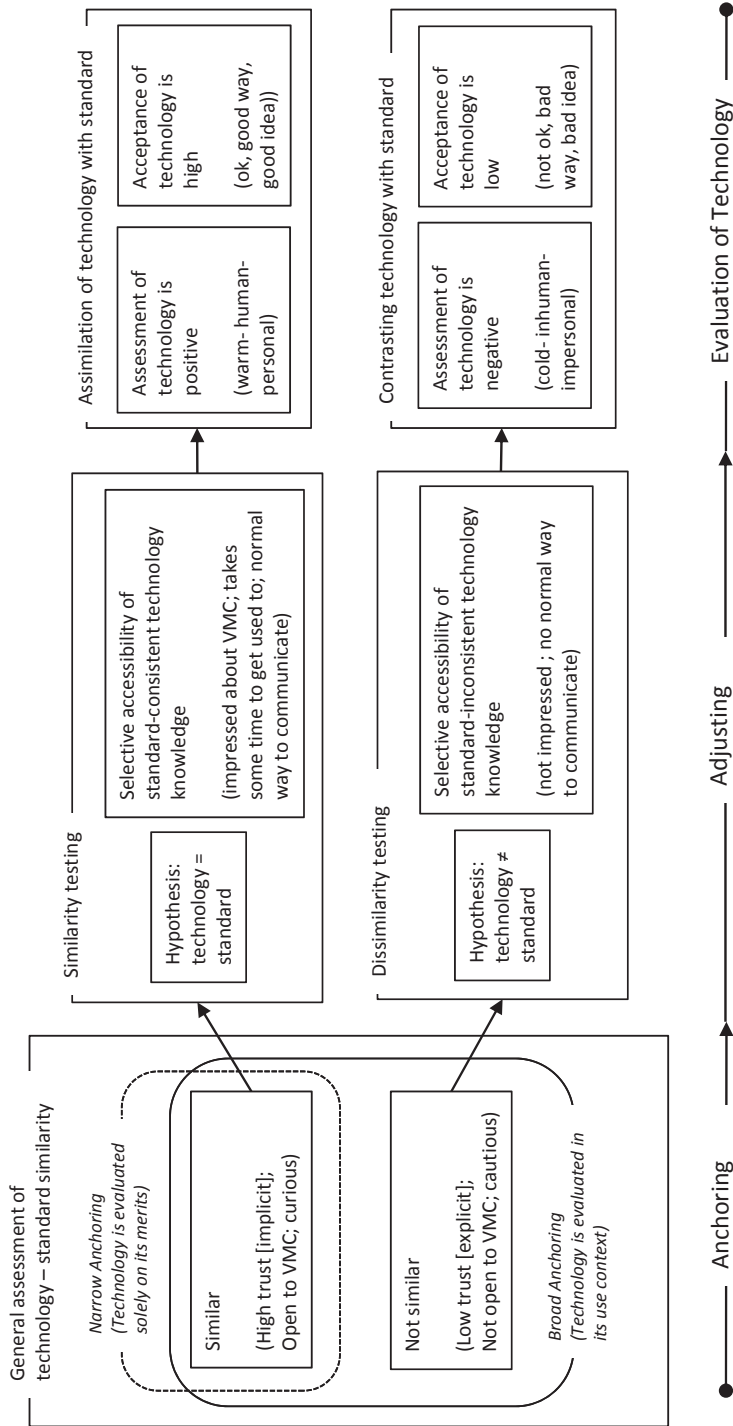 General assessment of
technology – standard similarity
Narrow Anchoring
(Technology is evaluated
solely on its merits)
Similar
(High trust [implicit];
Open to VMC; curious)
Not similar
(Low trust [explicit];
Not open to VMC; cautious)
Broad Anchoring
(Technology is evaluated in
its use context)
Similarity testing
Hypothesis:
technology =
standard
Selective accessibility of
standard-consistent technology
knowledge
(impressed about VMC; takes
some time to get used to; normal
way to communicate)
Dissimilarity testing
Hypothesis:
technology ≠
standard
Selective accessibility of
standard-inconsistent technology
knowledge
(not impressed ; no normal way
to communicate)
Assimilation of technology with standard
Assessment of
technology is
positive
(warm- human-
personal)
Acceptance of
technology is
high
(ok, good way,
good idea))
Contrasting technology with standard
Assessment of
technology is
negative
(cold- inhuman-
impersonal)
Acceptance of
technology is
low
(not ok, bad
way, bad idea)
Anchoring
Adjusting
Evaluation of Technology